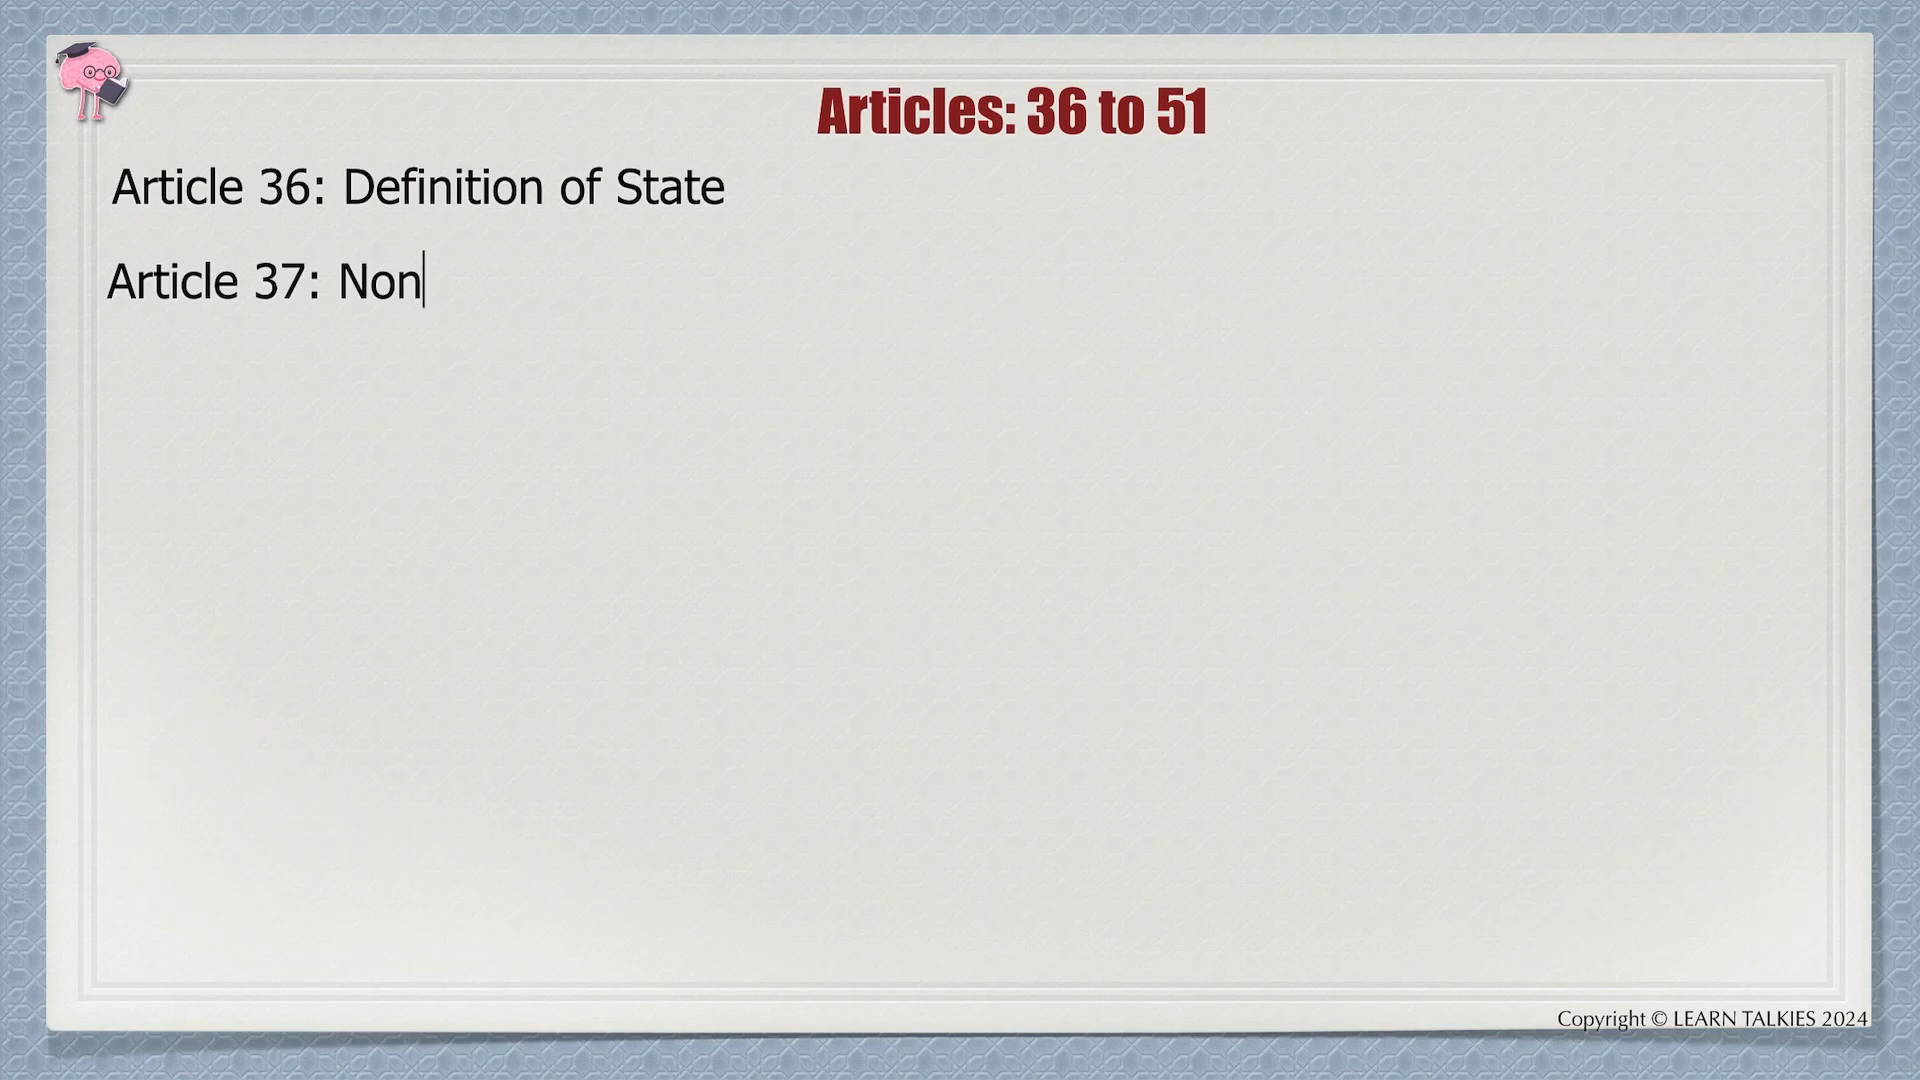 Articles: 36 to 51
Article 36: Definition of State
Article 37: Non
Copyright © LEARN TALKIES 2024